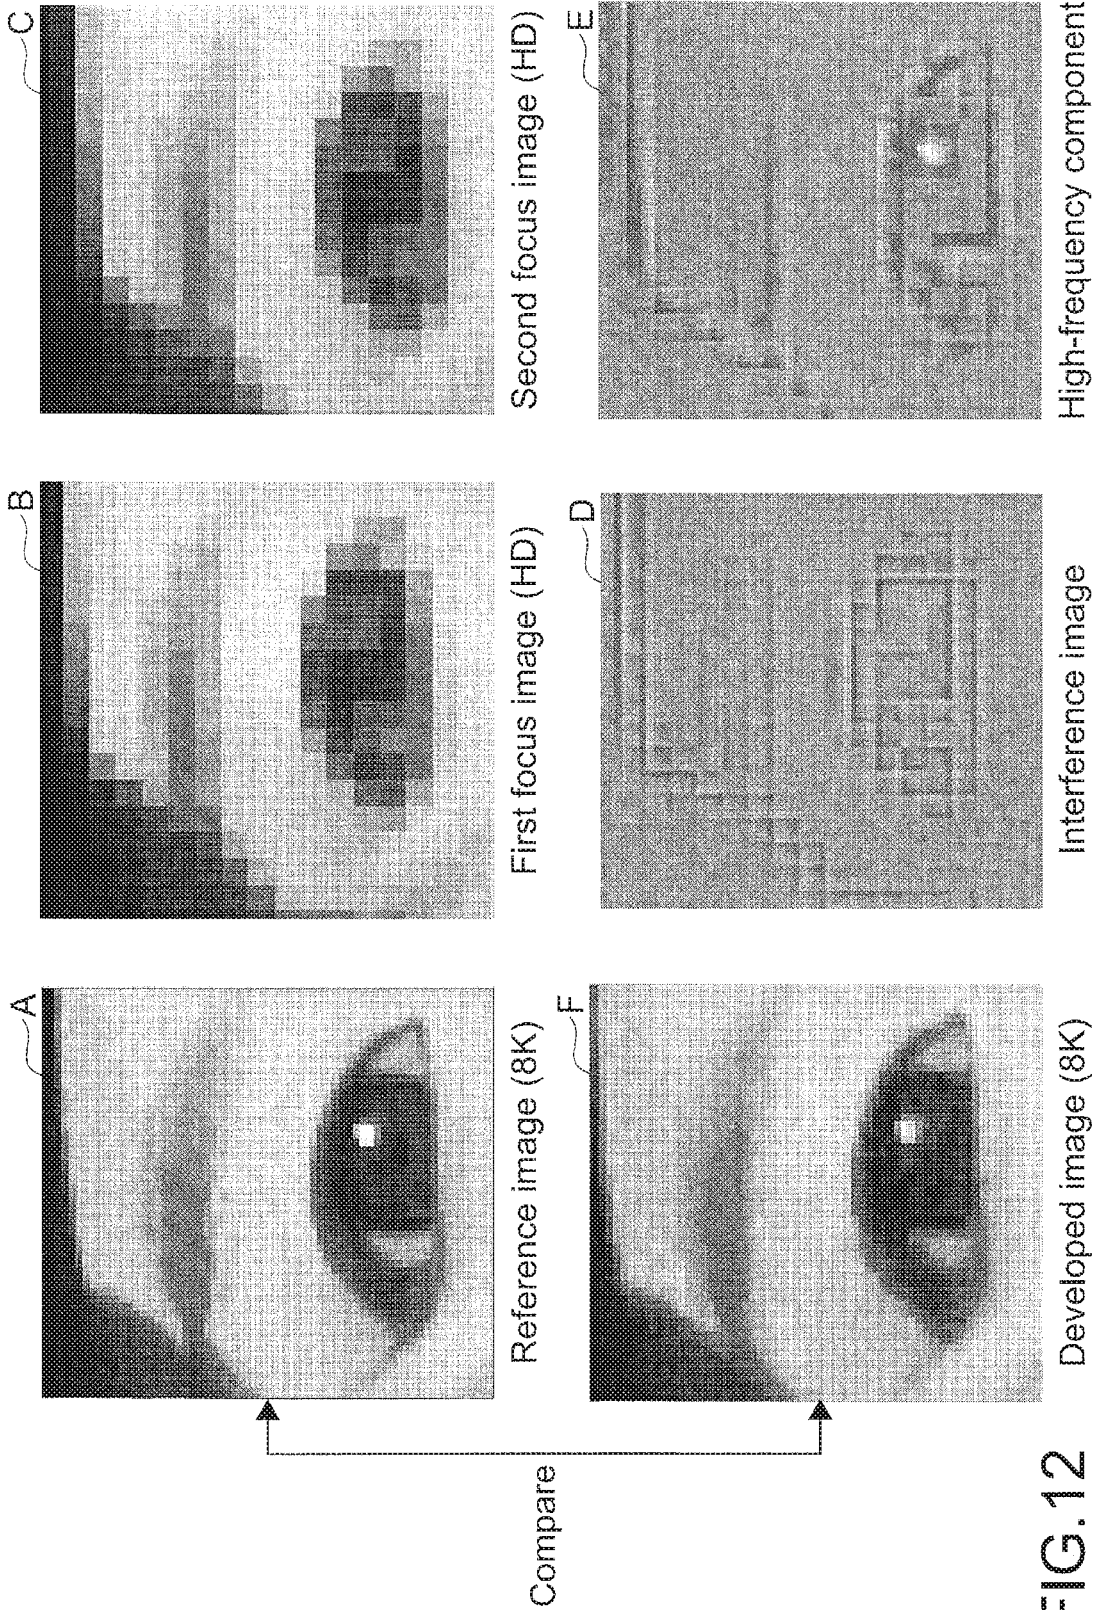 A
Reference image (8K)
B
First focus image (HD)
C
Second focus image (HD)
Compare
F
Developed image (8K)
D
Interference image
E
High-frequency component
FIG.12